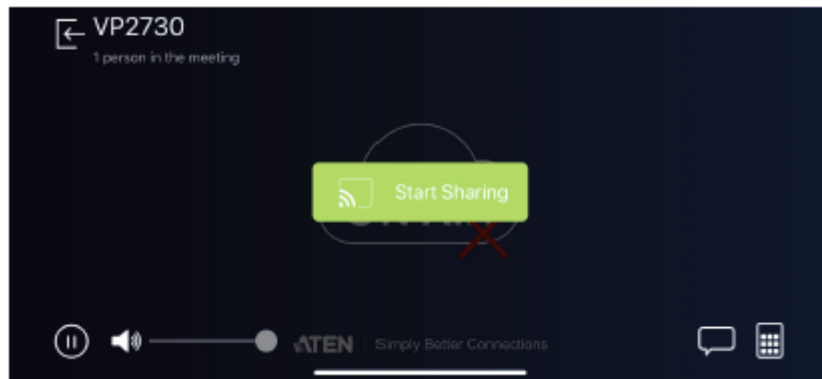 VP2730
1 person in the meeting
Start Sharing
ATEN
Simply Better Connections